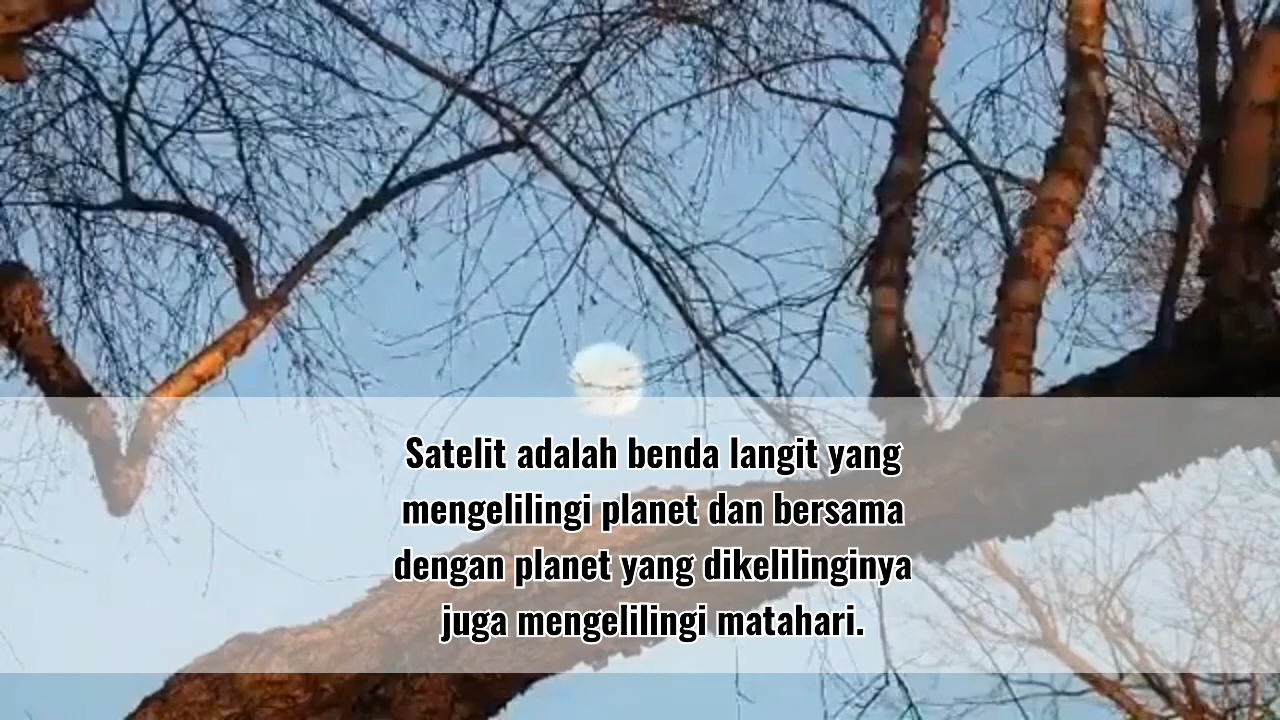 Satelit adalah benda langit yang
mengelilingi planet dan bersama
dengan planet yang dikelilinginya
juga mengelilingi matahari.